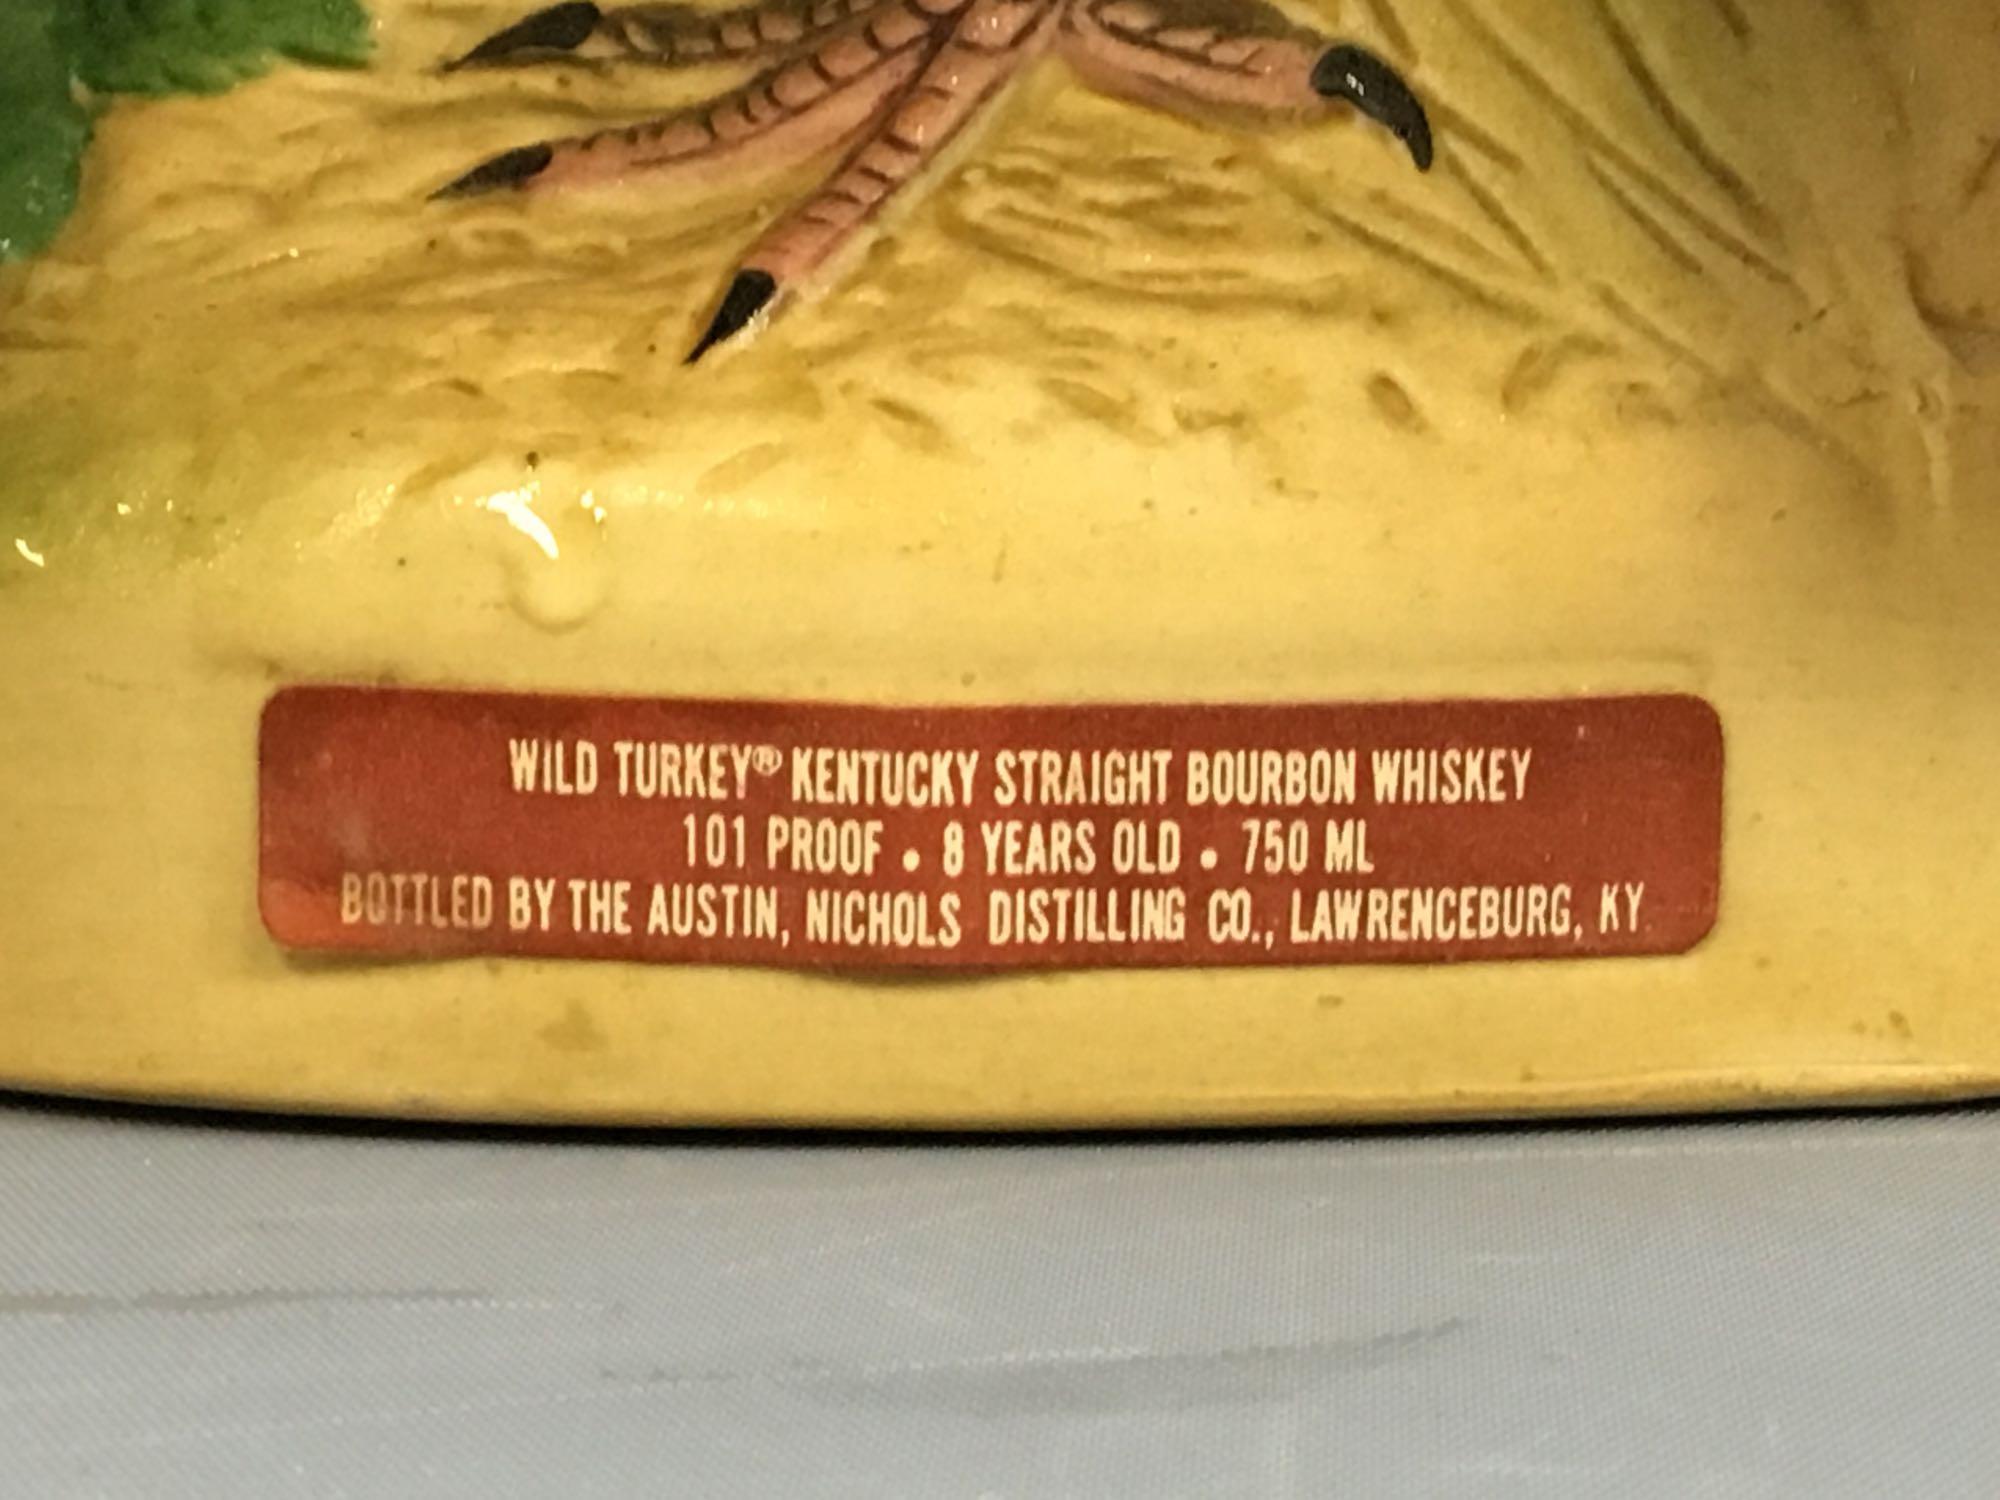 WILD TURKEY® KENTUCKY STRAIGHT BOURBON WHISKEY
101 PROOF • 8 YEARS OLD • 750 ML
BOTTLED BY THE AUSTIN, NICHOLS DISTILLING CO., LAWRENCEBURG, KY